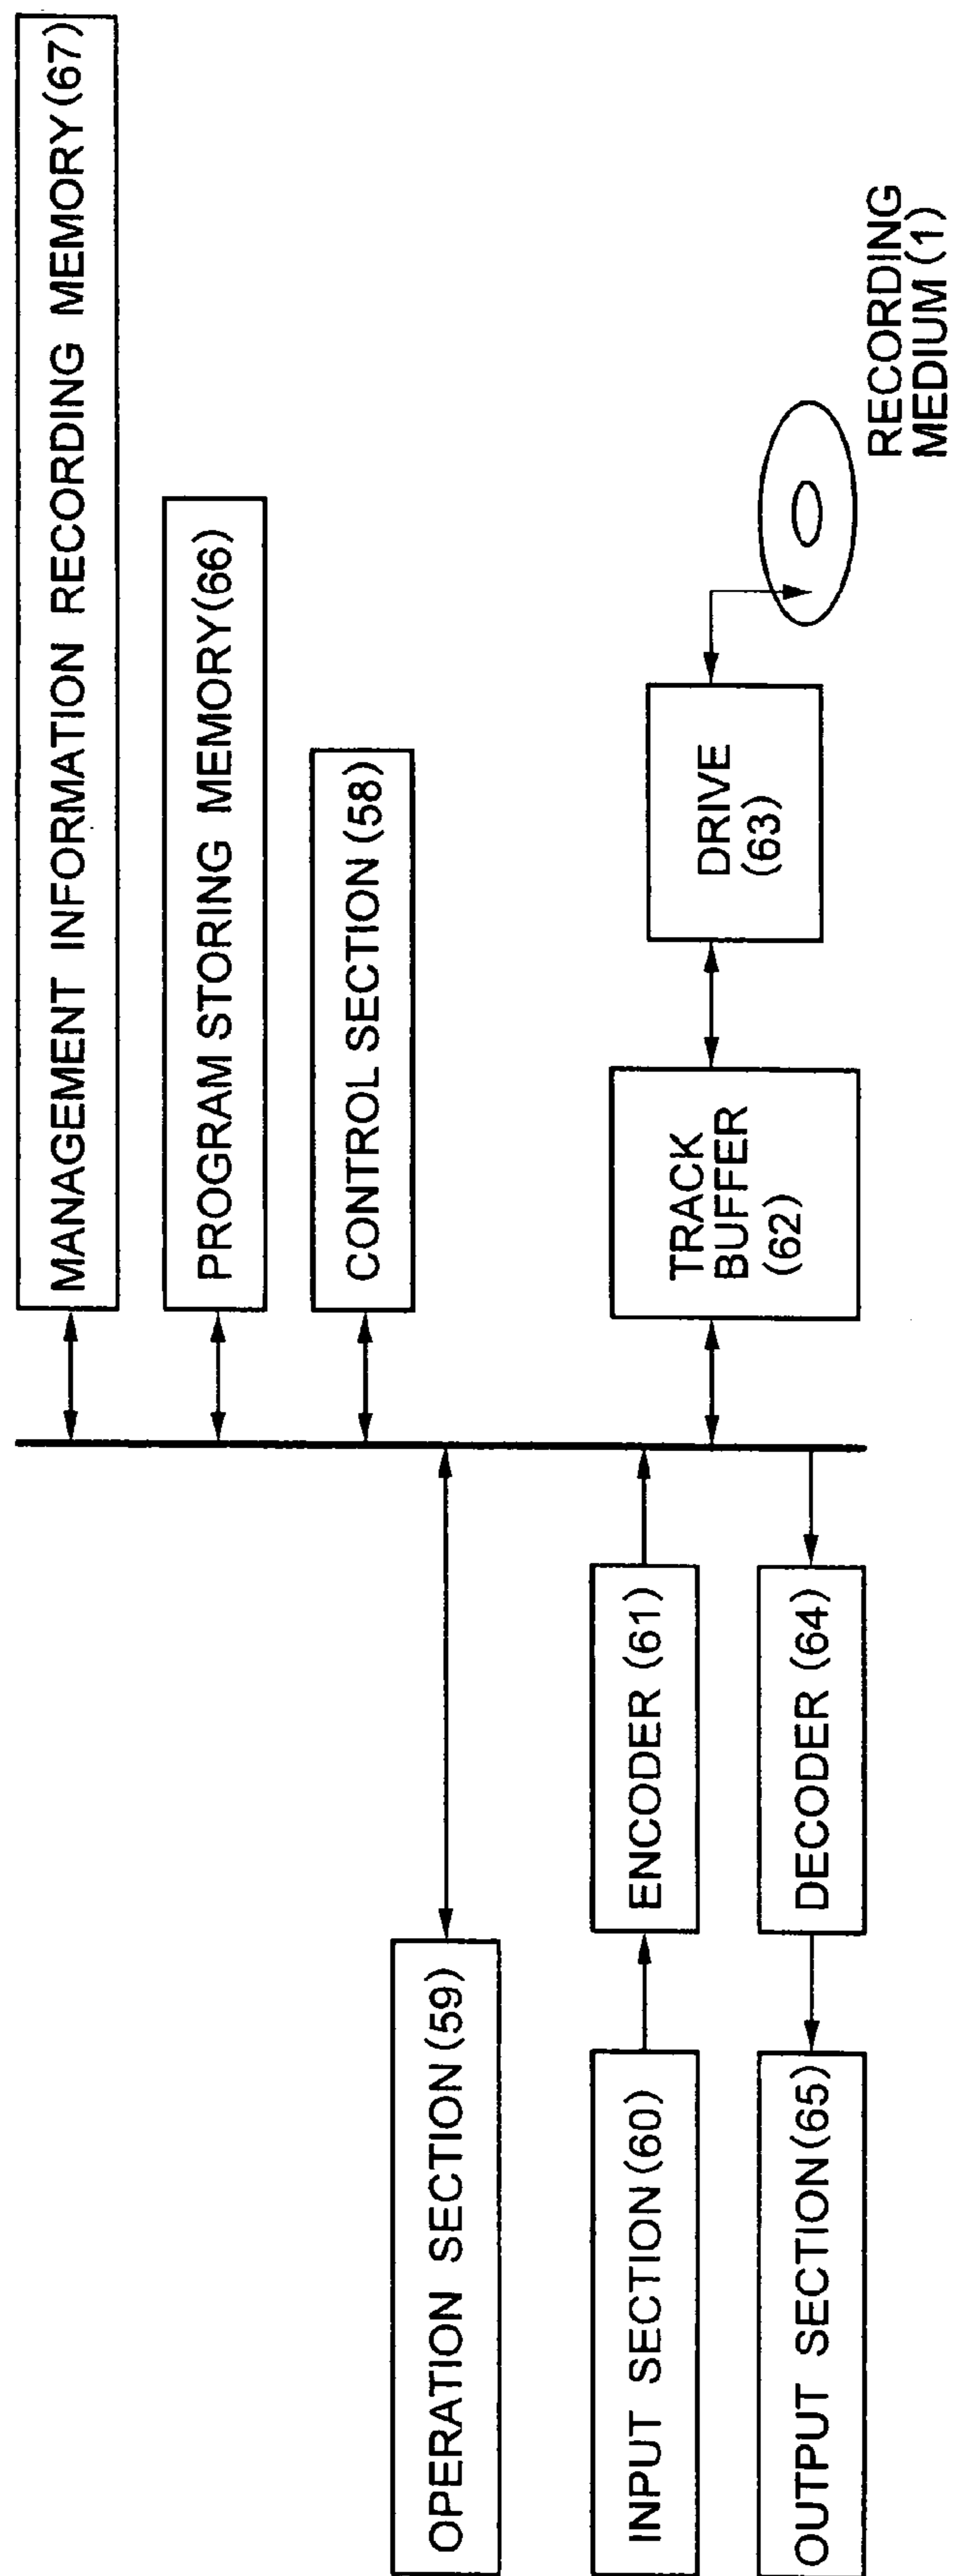 MANAGEMENT INFORMATION RECORDING MEMORY (67)
PROGRAM STORING MEMORY (66)
CONTROL SECTION (58)
OPERATION SECTION (59)
INPUT SECTION (60)
ENCODER (61)
TRACK
BUFFER
(62)
DRIVE
(63)
OUTPUT SECTION (65)
DECODER (64)
RECORDING
MEDIUM (1)